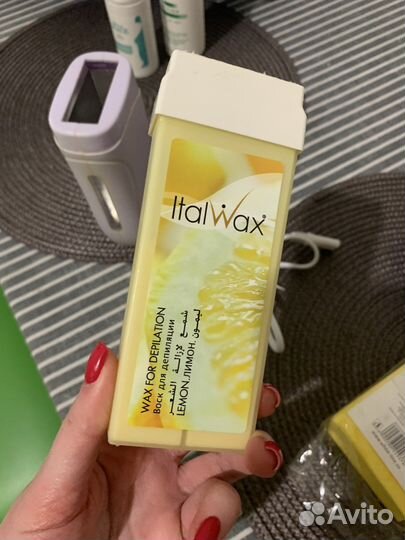 ItalWax®
WAX FOR DEPILATION
Воск для депиляции
شمع لإزالة الشعر
LEMON. ЛИМОН. ليمون.
Avito